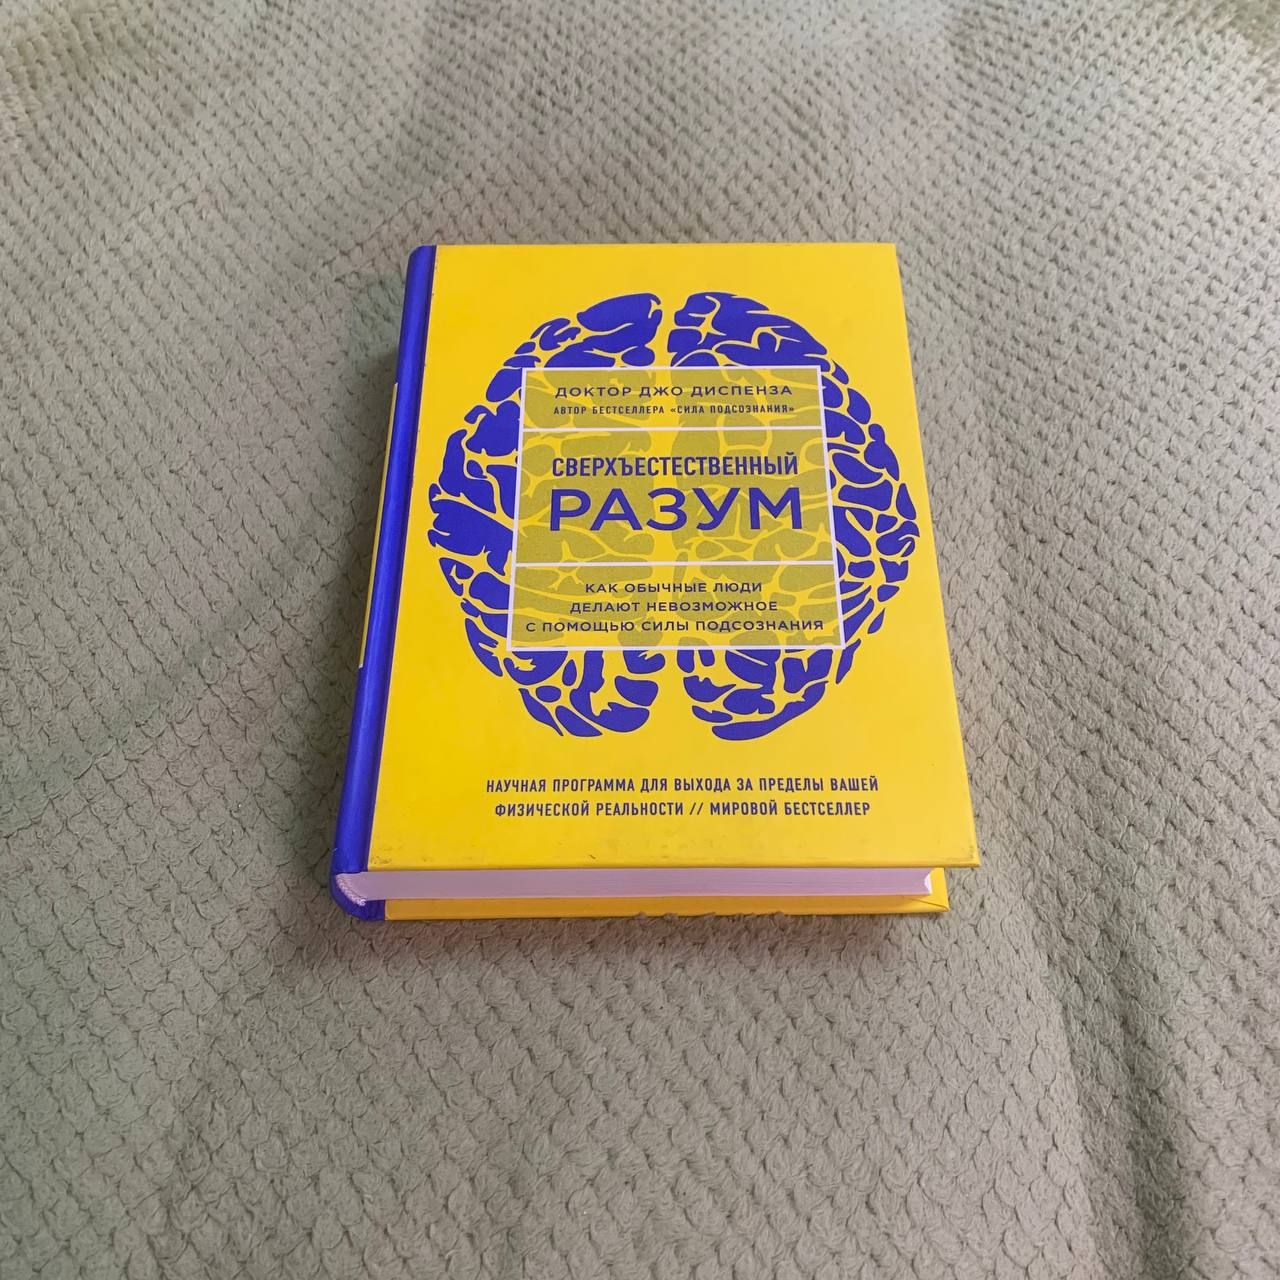 ДОКТОР ДЖО ДИСПЕНЗА
АВТОР БЕСТСЕЛЛЕРА «СИЛА ПОДСОЗНАНИЯ»
СВЕРХЪЕСТЕСТВЕННЫЙ
РАЗУМ
КАК ОБЫЧНЫЕ ЛЮДИ
ДЕЛАЮТ НЕВОЗМОЖНОЕ
С ПОМОЩЬЮ СИЛЫ ПОДСОЗНАНИЯ
НАУЧНАЯ ПРОГРАММА ДЛЯ ВЫХОДА ЗА ПРЕДЕЛЫ ВАШЕЙ
ФИЗИЧЕСКОЙ РЕАЛЬНОСТИ // МИРОВОЙ БЕСТСЕЛЛЕР